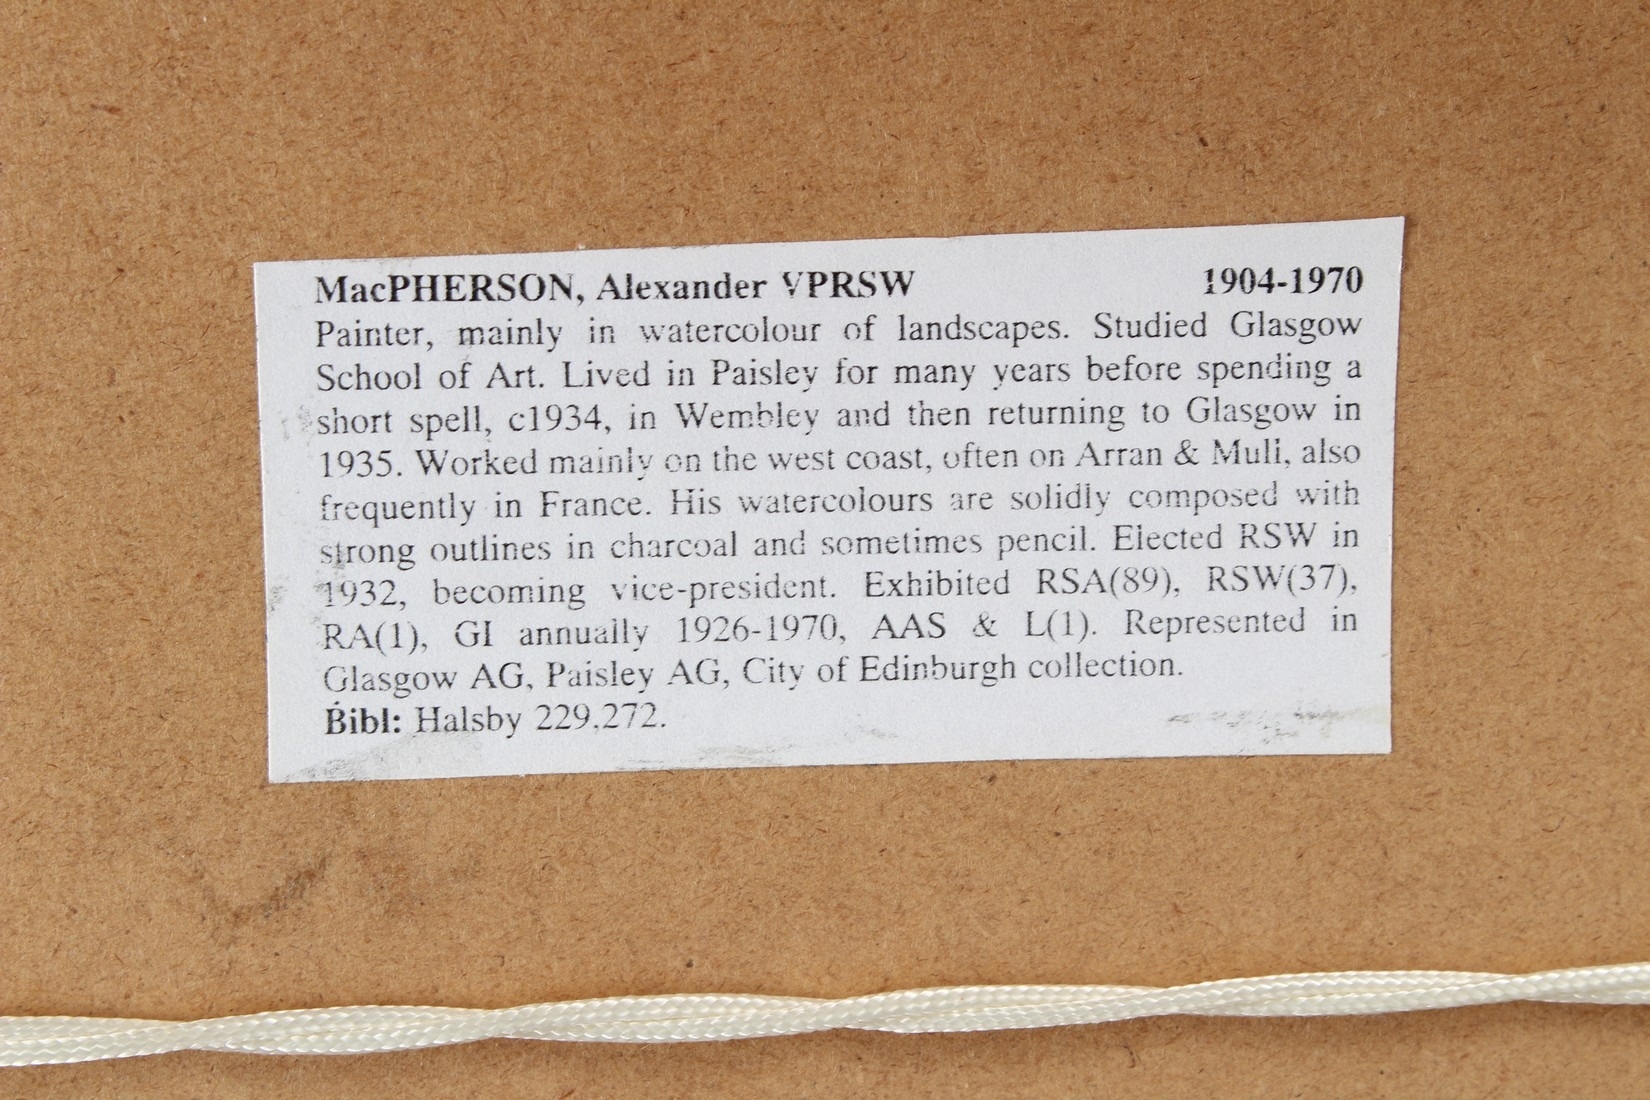 MacPHERSON, Alexander VPRSW 1904-1970
Painter, mainly in watercolour of landscapes. Studied Glasgow
School of Art. Lived in Paisley for many years before spending a
short spell, c1934, in Wembley and then returning to Glasgow in
1935. Worked mainly on the west coast, often on Arran & Mull, also
frequently in France. His watercolours are solidly composed with
strong outlines in charcoal and sometimes pencil. Elected RSW in
1932, becoming vice-president. Exhibited RSA(89), RSW(37),
RA(1), GI annually 1926-1970, AAS & L(1). Represented in
Glasgow AG, Paisley AG, City of Edinburgh collection.
Bibl: Halsby 229,272.